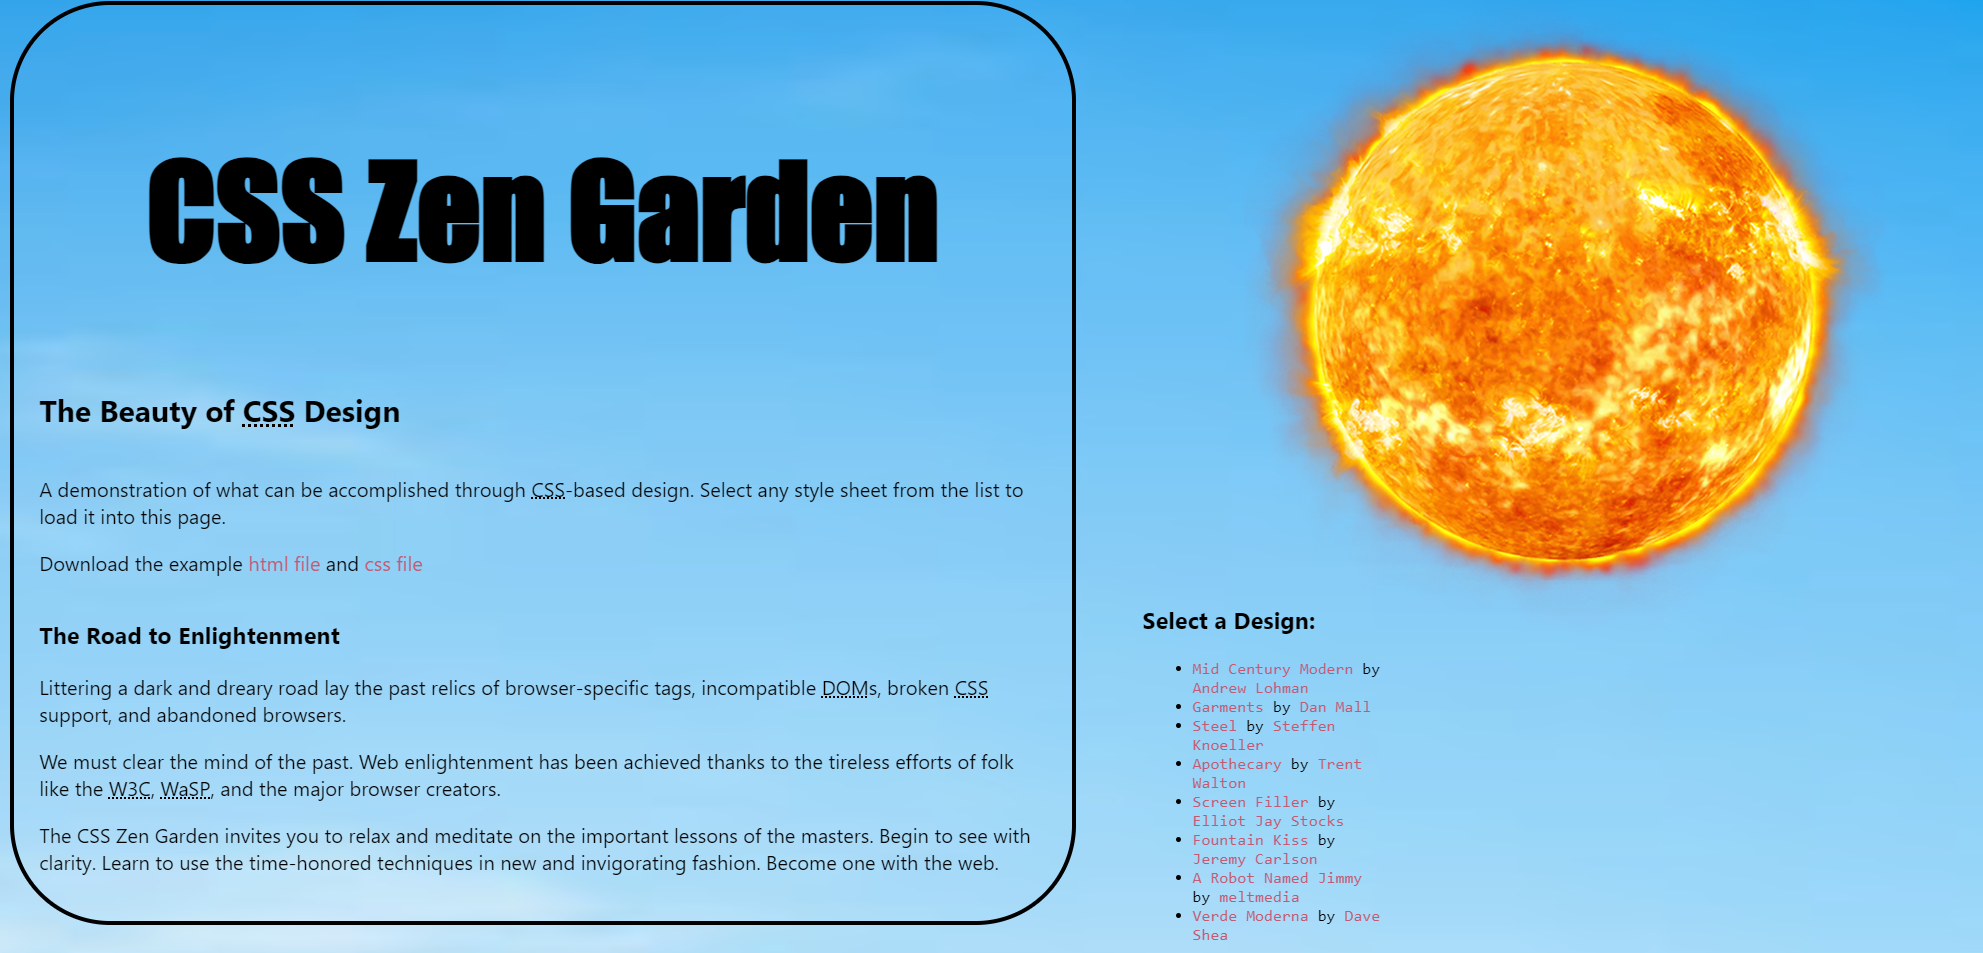 CSS Zen Garden
The Beauty of CSS Design
A demonstration of what can be accomplished through CSS-based design. Select any style sheet from the list to
load it into this page.
Download the example html file and css file
The Road to Enlightenment
Littering a dark and dreary road lay the past relics of browser-specific tags, incompatible DOMs, broken CSS
support, and abandoned browsers.
We must clear the mind of the past. Web enlightenment has been achieved thanks to the tireless efforts of folk
like the W3C, WaSP, and the major browser creators.
The CSS Zen Garden invites you to relax and meditate on the important lessons of the masters. Begin to see with
clarity. Learn to use the time-honored techniques in new and invigorating fashion. Become one with the web.
Select a Design:
Mid Century Modern by
Andrew Lohman
Garments by Dan Mall
Steel by Steffen
Knoeller
Apothecary by Trent
Walton
Screen Filler by
Elliot Jay Stocks
Fountain Kiss by
Jeremy Carlson
A Robot Named Jimmy
by meltmedia
Verde Moderna by Dave
Shea